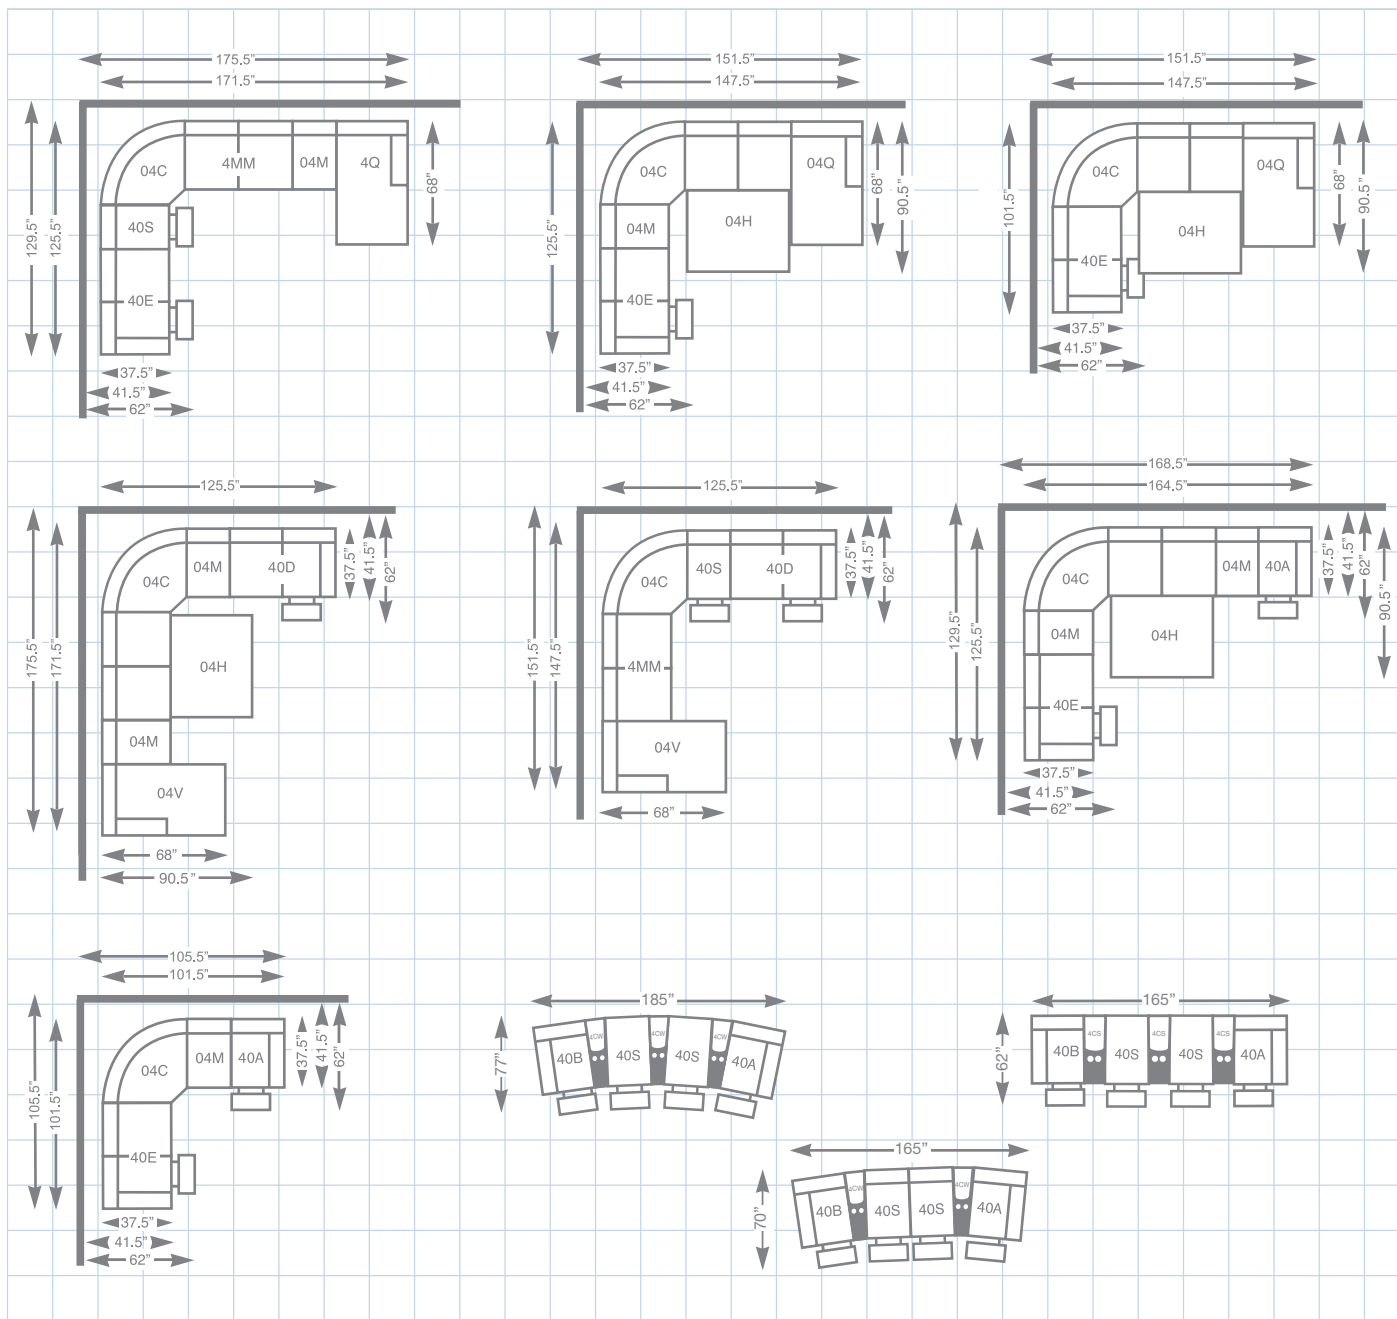 175.5”
171.5”
129.5”
125.5”
04C
4MM
04M
4Q
40S
40E
68”
37.5”
41.5”
62”
151.5”
147.5”
125.5”
04C
04Q
04M
04H
40E
68”
90.5”
37.5”
41.5”
62”
151.5”
147.5”
101.5”
04C
04Q
04H
40E
68”
90.5”
37.5”
41.5”
62”
125.5”
175.5”
171.5”
04C
04M
40D
04H
04M
04V
37.5”
41.5”
62”
68”
90.5”
125.5”
151.5”
147.5”
04C
40S
40D
4MM
04V
37.5”
41.5”
62”
68”
168.5”
164.5”
129.5”
125.5”
04C
04M
40A
04M
04H
40E
37.5”
41.5”
62”
90.5”
37.5”
41.5”
62”
105.5”
101.5”
105.5”
101.5”
04C
04M
40A
40E
37.5”
41.5”
62”
37.5”
41.5”
62”
185”
77”
40B
4CW
40S
4CW
40S
4CW
40A
165”
62”
40B
4CS
40S
4CS
40S
4CS
40A
165”
70”
40B
4CW
40S
40S
4CW
40A